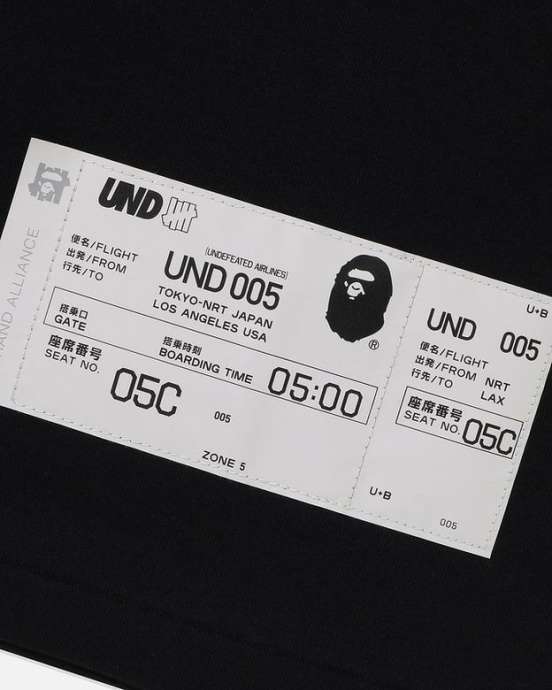 AND ALLIANCE
UND
[UNDEFEATED AIRLINES]
便名/FLIGHT UND 005
出発/FROM TOKYO-NRT JAPAN
行先/TO LOS ANGELES USA
搭乗口
GATE
搭乗時刻
BOARDING TIME 05:00
座席番号
SEAT NO. 05C
005
ZONE 5
®
U+B
UND 005
便名/FLIGHT
出発/FROM NRT
行先/TO LAX
座席番号
SEAT NO. 05C
U+B
005